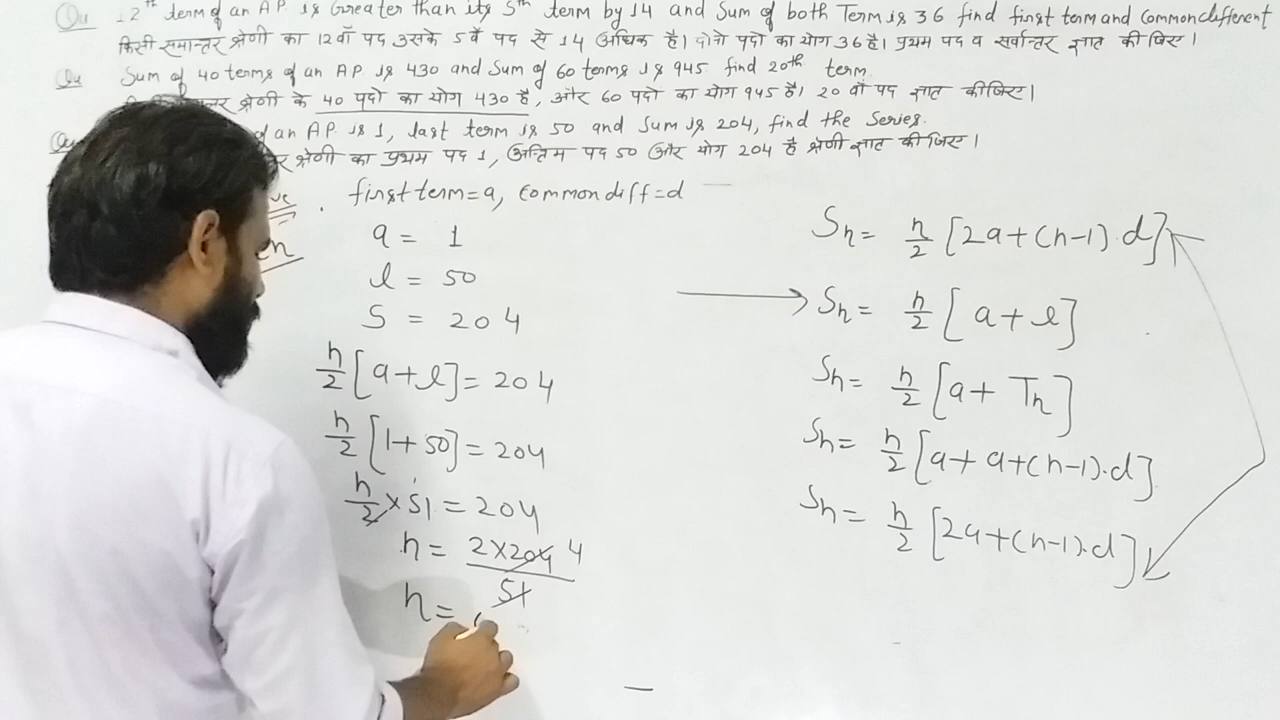 Qu 12th term of an A.P. is Greater than its 5th term by 14 and Sum of both Term is 36 find first term and Common different
किसी समान्तर श्रेणी का 12वाँ पद उसके 5वें पद से 14 अधिक है। दोनो पदो का योग 36 है। प्रथम पद व सर्वान्तर ज्ञात कीजिए।
Qu Sum of 40 terms of an AP is 430 and Sum of 60 terms is 945. find 20th term.
श्रेणी के 40 पदो का योग 430 है, और 60 पदो का योग 945 है। 20 वाँ पद ज्ञात कीजिए।
of an A.P. is 1, last term is 50 and Sum is 204, find the Series.
श्रेणी का प्रथम पद 1, अन्तिम पद 50 और योग 204 है श्रेणी ज्ञात कीजिए।
first term = a, Common diff = d
a = 1
l = 50
S = 204
n/2 [a+l] = 204
n/2 [1+50] = 204
n/2 × 51 = 204
n = 2×204 4 / 51
n =
Sn = n/2 [2a+(n-1).d]
Sn = n/2 [a+l]
Sn = n/2 [a+Tn]
Sn = n/2 [a+a+(n-1).d]
Sn = n/2 [2a+(n-1).d]